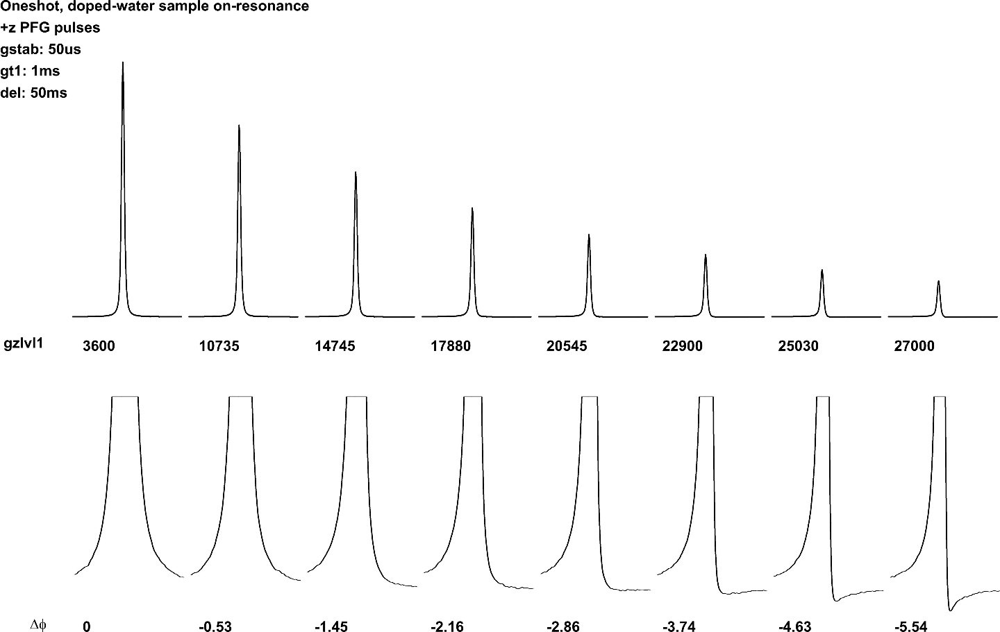 Oneshot, doped-water sample on-resonance
+z PFG pulses
gstab: 50us
gt1: 1ms
del: 50ms
gzlvl1 3600 10735 14745 17880 20545 22900 25030 27000
Δϕ 0 -0.53 -1.45 -2.16 -2.86 -3.74 -4.63 -5.54